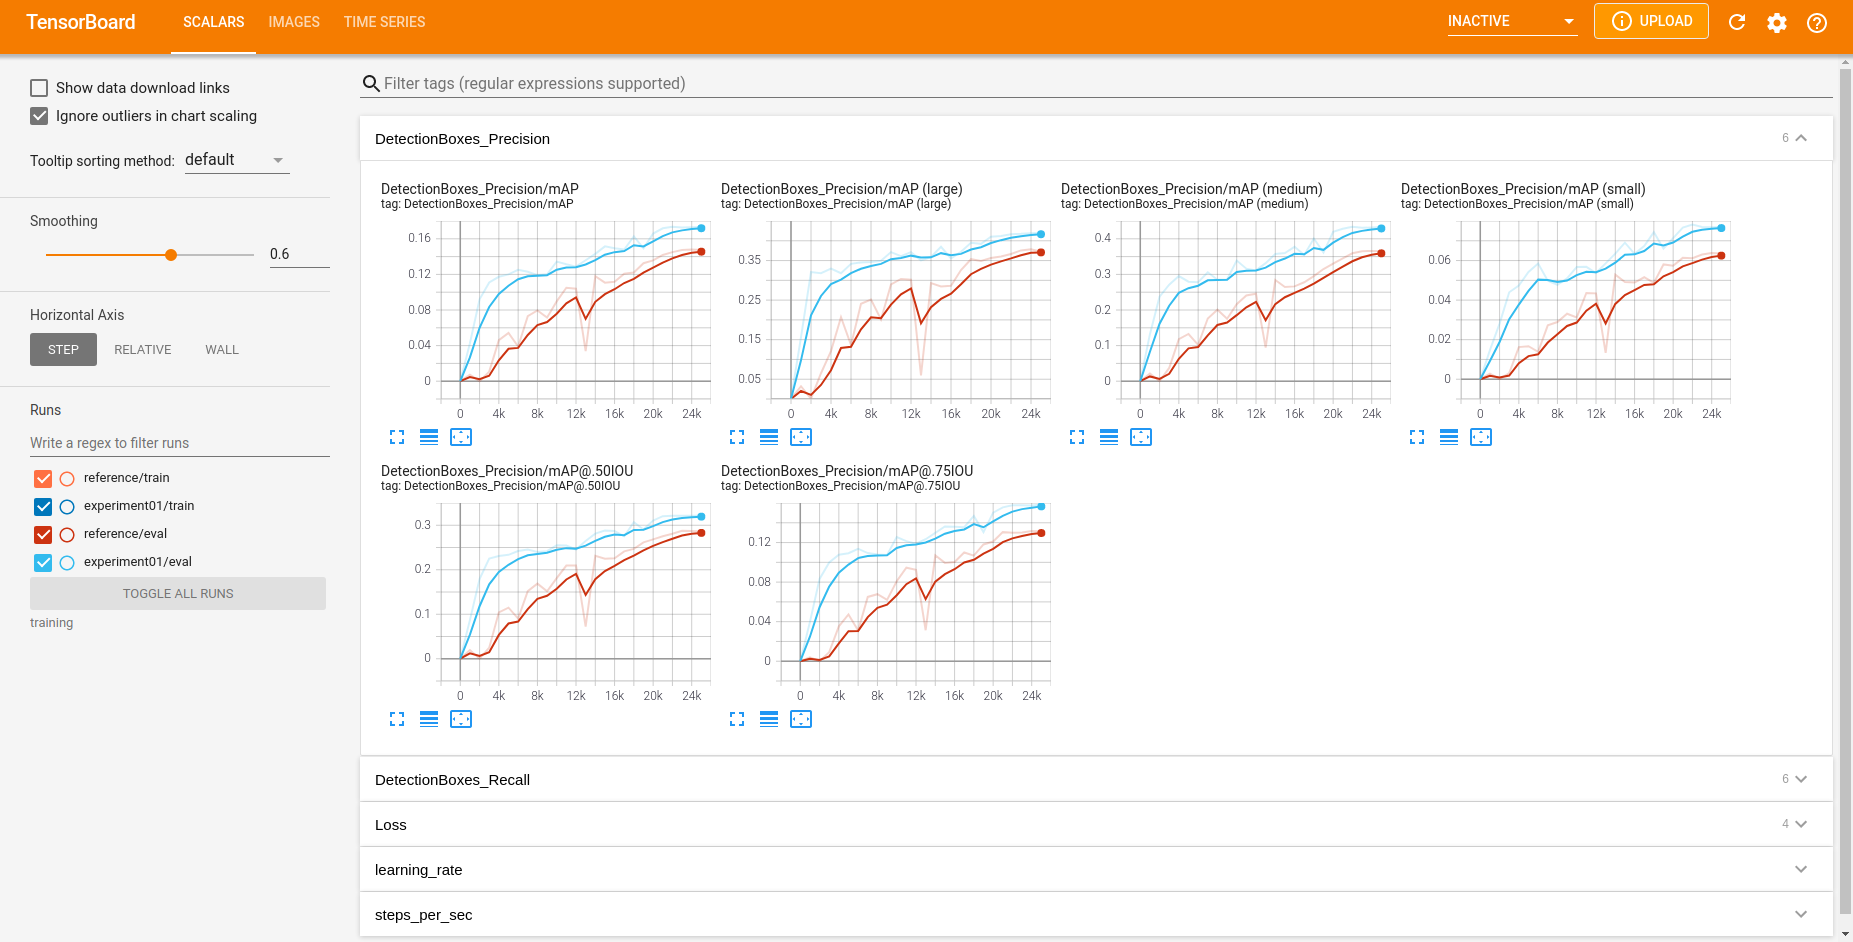 TensorBoard SCALARS IMAGES TIME SERIES INACTIVE UPLOAD
Show data download links
Ignore outliers in chart scaling
Tooltip sorting method: default
Smoothing
0.6
Horizontal Axis
STEP RELATIVE WALL
Runs
Write a regex to filter runs
reference/train
experiment01/train
reference/eval
experiment01/eval
TOGGLE ALL RUNS
training
Filter tags (regular expressions supported)
DetectionBoxes_Precision 6
DetectionBoxes_Precision/mAP
tag: DetectionBoxes_Precision/mAP
0.16
0.12
0.08
0.04
0
0 4k 8k 12k 16k 20k 24k
DetectionBoxes_Precision/mAP (large)
tag: DetectionBoxes_Precision/mAP (large)
0.35
0.25
0.15
0.05
0 4k 8k 12k 16k 20k 24k
DetectionBoxes_Precision/mAP (medium)
tag: DetectionBoxes_Precision/mAP (medium)
0.4
0.3
0.2
0.1
0
0 4k 8k 12k 16k 20k 24k
DetectionBoxes_Precision/mAP (small)
tag: DetectionBoxes_Precision/mAP (small)
0.06
0.04
0.02
0
0 4k 8k 12k 16k 20k 24k
DetectionBoxes_Precision/mAP@.50IOU
tag: DetectionBoxes_Precision/mAP@.50IOU
0.3
0.2
0.1
0
0 4k 8k 12k 16k 20k 24k
DetectionBoxes_Precision/mAP@.75IOU
tag: DetectionBoxes_Precision/mAP@.75IOU
0.12
0.08
0.04
0
0 4k 8k 12k 16k 20k 24k
DetectionBoxes_Recall 6
Loss 4
learning_rate
steps_per_sec